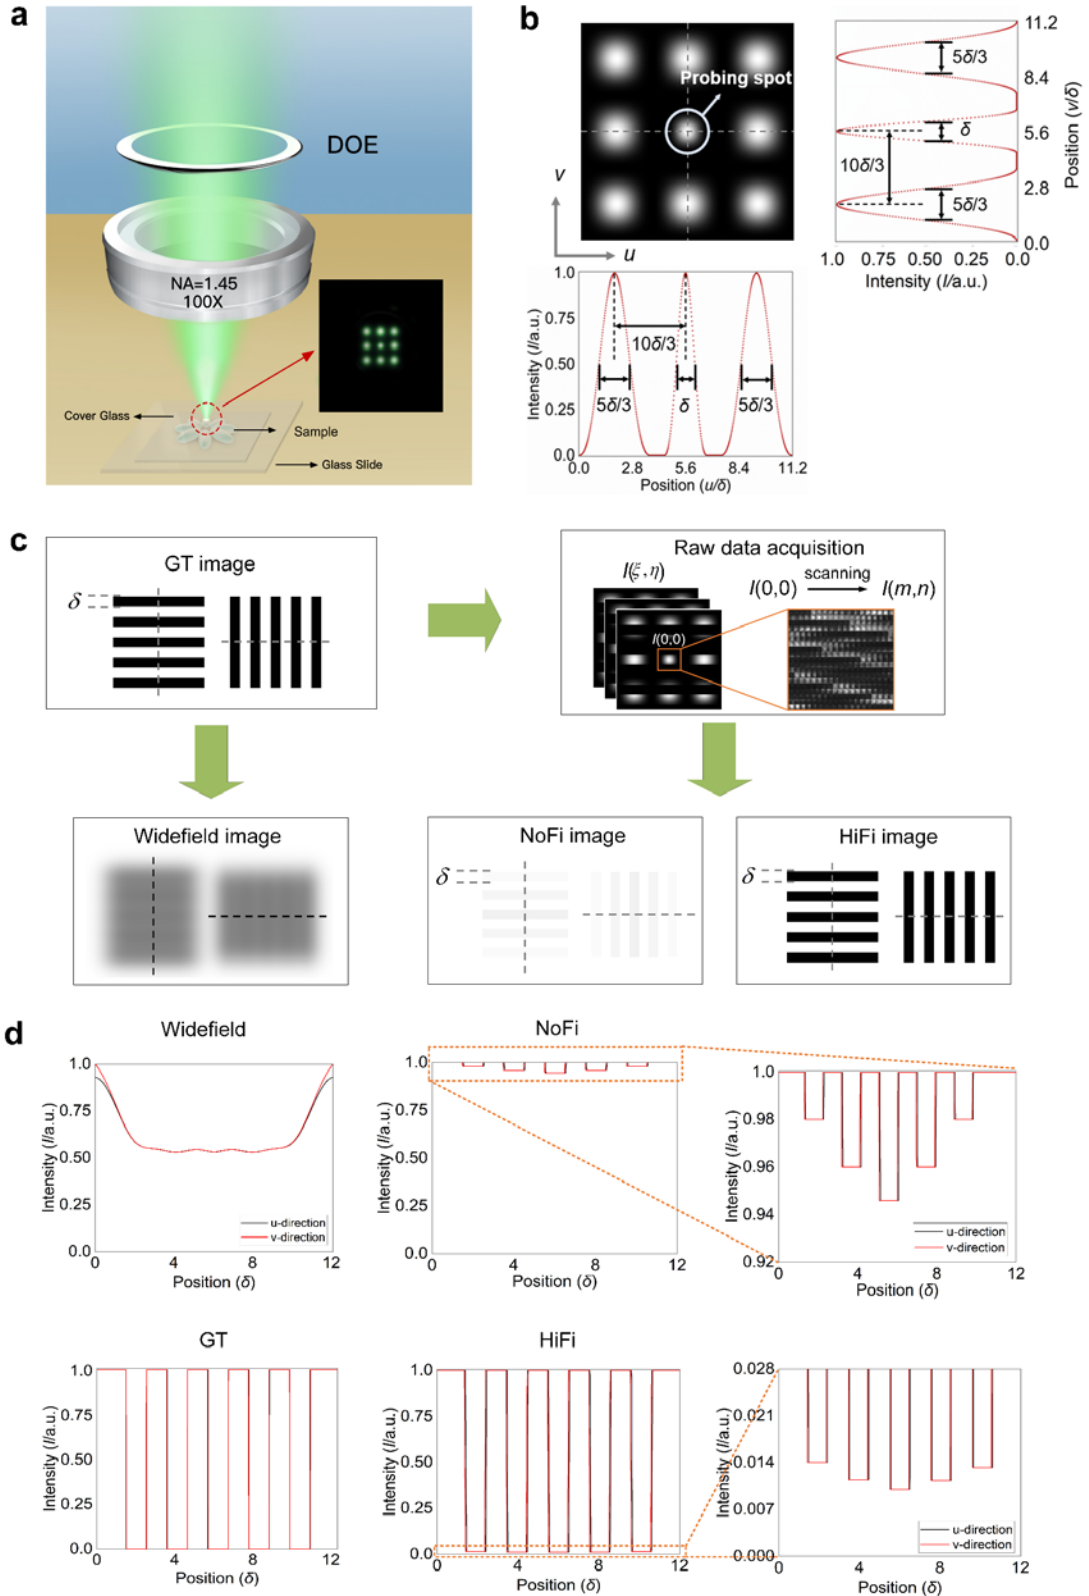 a
DOE
NA=1.45
100X
Cover Glass
Sample
Glass Slide
b
Probing spot
v
u
1.0
0.75
0.50
0.25
0.0
Intensity (I/a.u.)
10δ/3
5δ/3
δ
5δ/3
0.0
2.8
5.6
8.4
11.2
Position (u/δ)
11.2
8.4
5.6
2.8
0.0
Position (v/δ)
5δ/3
δ
10δ/3
5δ/3
1.0
0.75
0.50
0.25
0.0
Intensity (I/a.u.)
c
GT image
δ
Raw data acquisition
I(ξ,η)
I(0,0)
I(0,0)
scanning
I(m,n)
Widefield image
NoFi image
δ
HiFi image
δ
d
Widefield
1.0
0.75
0.50
0.25
0.0
Intensity (I/a.u.)
u-direction
v-direction
0
4
8
12
Position (δ)
NoFi
1.0
0.75
0.50
0.25
0.0
Intensity (I/a.u.)
0
4
8
12
Position (δ)
1.0
0.98
0.96
0.94
0.92
Intensity (I/a.u.)
u-direction
v-direction
0
4
8
12
Position (δ)
GT
1.0
0.75
0.50
0.25
0.0
Intensity (I/a.u.)
0
4
8
12
Position (δ)
HiFi
1.0
0.75
0.50
0.25
0.0
Intensity (I/a.u.)
0
4
8
12
Position (δ)
0.028
0.021
0.014
0.007
0.000
Intensity (I/a.u.)
u-direction
v-direction
0
4
8
12
Position (δ)